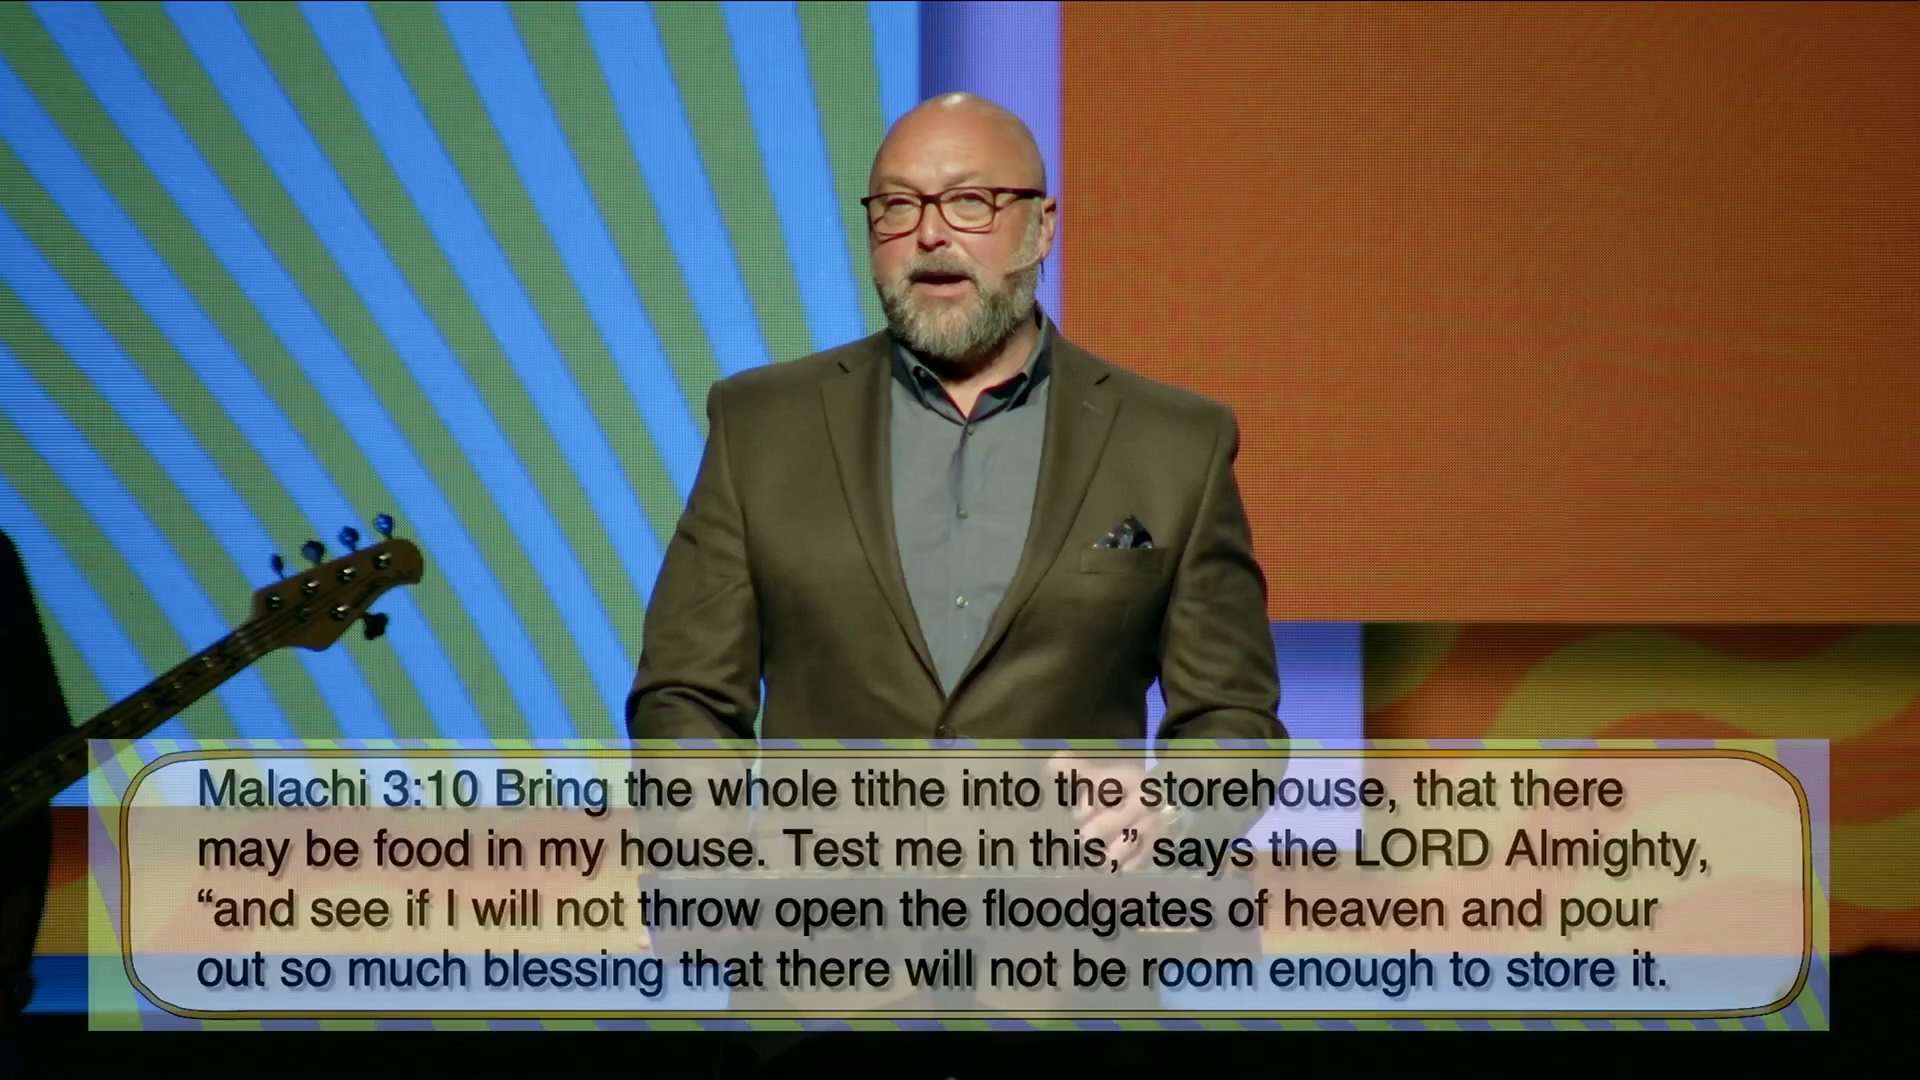 Malachi 3:10 Bring the whole tithe into the storehouse, that there
may be food in my house. Test me in this,” says the LORD Almighty,
“and see if I will not throw open the floodgates of heaven and pour
out so much blessing that there will not be room enough to store it.